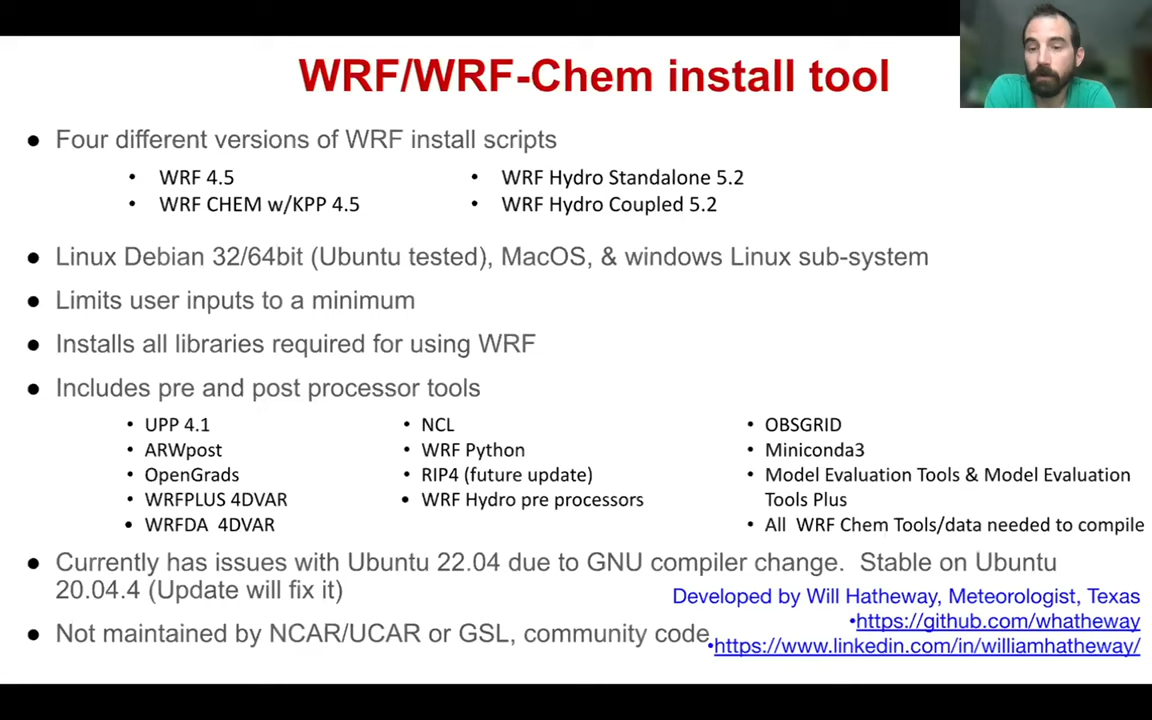 WRF/WRF-Chem install tool
● Four different versions of WRF install scripts
• WRF 4.5
• WRF CHEM w/KPP 4.5
• WRF Hydro Standalone 5.2
• WRF Hydro Coupled 5.2
● Linux Debian 32/64bit (Ubuntu tested), MacOS, & windows Linux sub-system
● Limits user inputs to a minimum
● Installs all libraries required for using WRF
● Includes pre and post processor tools
• UPP 4.1
• ARWpost
• OpenGrads
• WRFPLUS 4DVAR
• WRFDA 4DVAR
• NCL
• WRF Python
• RIP4 (future update)
• WRF Hydro pre processors
• OBSGRID
• Miniconda3
• Model Evaluation Tools & Model Evaluation
Tools Plus
• All WRF Chem Tools/data needed to compile
● Currently has issues with Ubuntu 22.04 due to GNU compiler change. Stable on Ubuntu
20.04.4 (Update will fix it)
● Not maintained by NCAR/UCAR or GSL, community code
Developed by Will Hatheway, Meteorologist, Texas
•https://github.com/whatheway
•https://www.linkedin.com/in/williamhatheway/